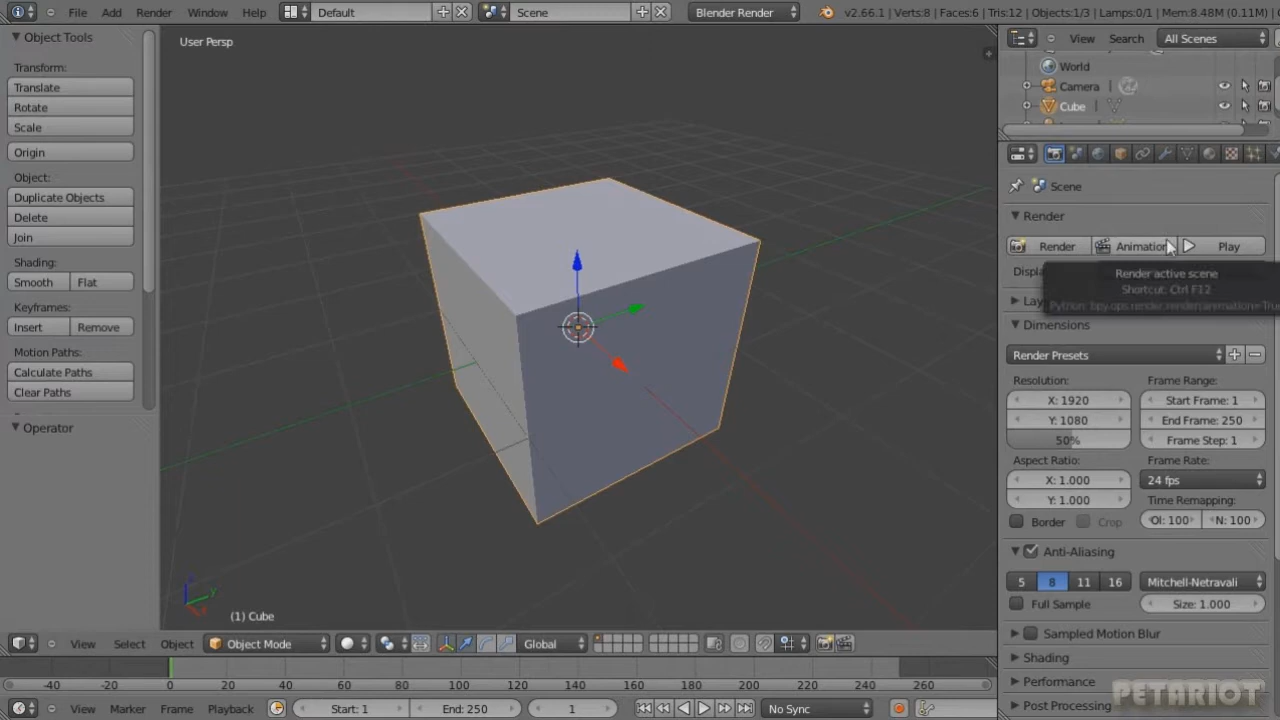 File Add Render Window Help Default Scene Blender Render v2.66.1 | Verts:8 | Faces:6 | Tris:12 | Objects:1/3 | Lamps:0/1 | Mem:8.48M (0.11M) |
Object Tools
Transform:
Translate
Rotate
Scale
Origin
Object:
Duplicate Objects
Delete
Join
Shading:
Smooth Flat
Keyframes:
Insert Remove
Motion Paths:
Calculate Paths
Clear Paths
Operator
User Persp
(1) Cube
View Select Object Object Mode Global
-40 -20 0 20 40 60 80 100 120 140 160 180 200 220 240 260
View Marker Frame Playback Start: 1 End: 250 1 No Sync
View Search All Scenes
World
Camera
Cube
Scene
Render
Render Animation Play
Render active scene
Shortcut: Ctrl F12
Python: bpy.ops.render.render(animation=True
Dimensions
Render Presets
Resolution: Frame Range:
X: 1920 Start Frame: 1
Y: 1080 End Frame: 250
50% Frame Step: 1
Aspect Ratio: Frame Rate:
X: 1.000 24 fps
Y: 1.000 Time Remapping:
Border Crop Ol: 100 N: 100
Anti-Aliasing
5 8 11 16 Mitchell-Netravali
Full Sample Size: 1.000
Sampled Motion Blur
Shading
Performance
Post Processing
PETARIOT